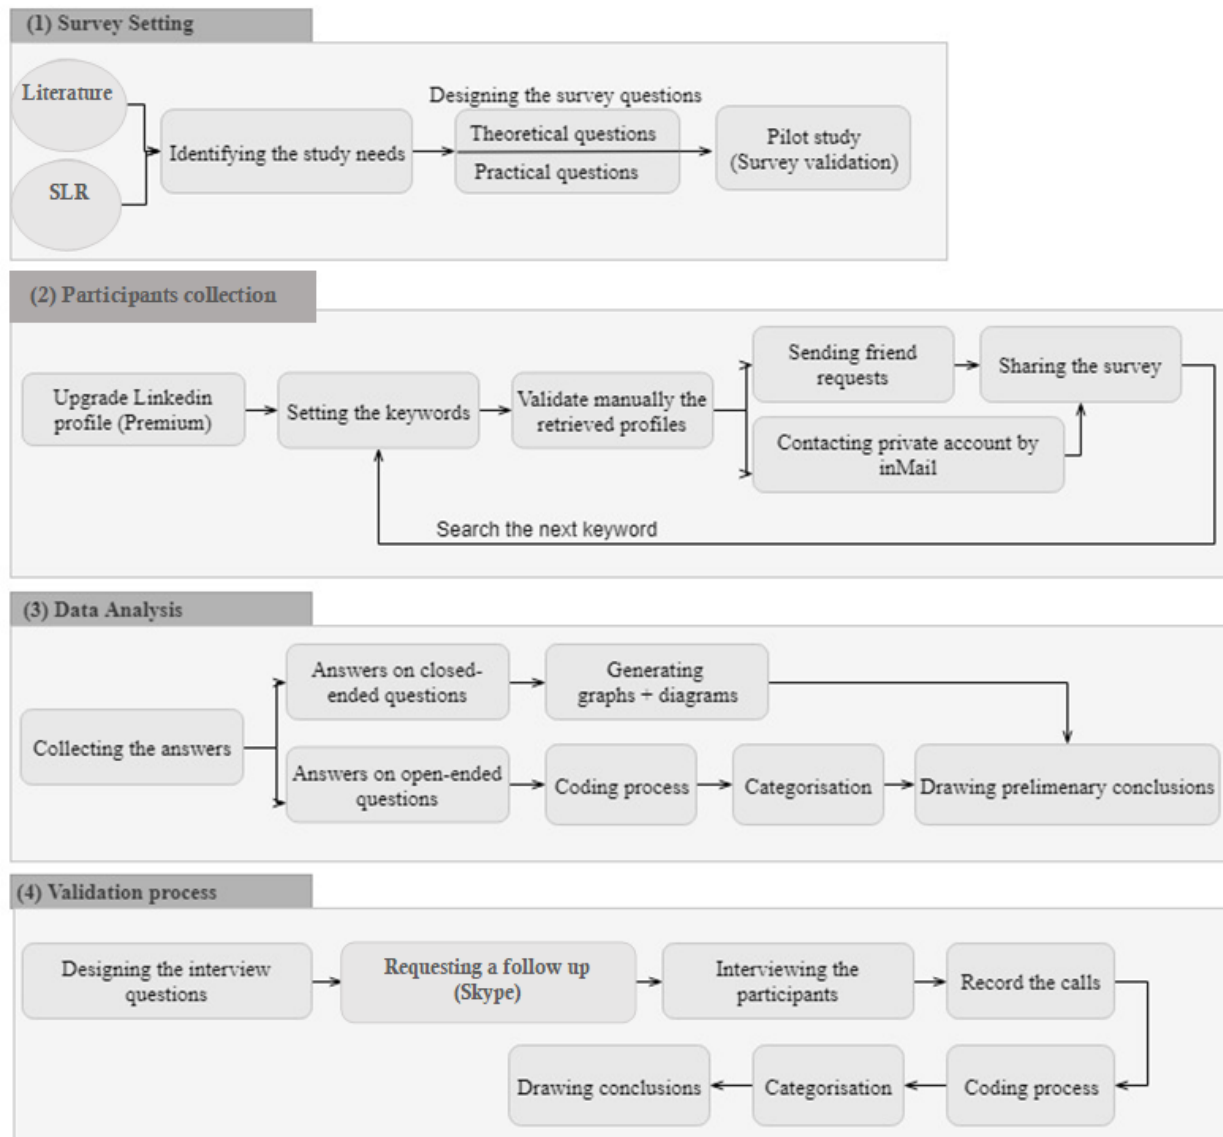 (1) Survey Setting
Literature
SLR
Identifying the study needs
Designing the survey questions
Theoretical questions
Practical questions
Pilot study
(Survey validation)
(2) Participants collection
Upgrade Linkedin
profile (Premium)
Setting the keywords
Validate manually the
retrieved profiles
Sending friend
requests
Contacting private account by
inMail
Sharing the survey
Search the next keyword
(3) Data Analysis
Collecting the answers
Answers on closed-
ended questions
Generating
graphs + diagrams
Answers on open-ended
questions
Coding process
Categorisation
Drawing prelimenary conclusions
(4) Validation process
Designing the interview
questions
Requesting a follow up
(Skype)
Interviewing the
participants
Record the calls
Coding process
Categorisation
Drawing conclusions